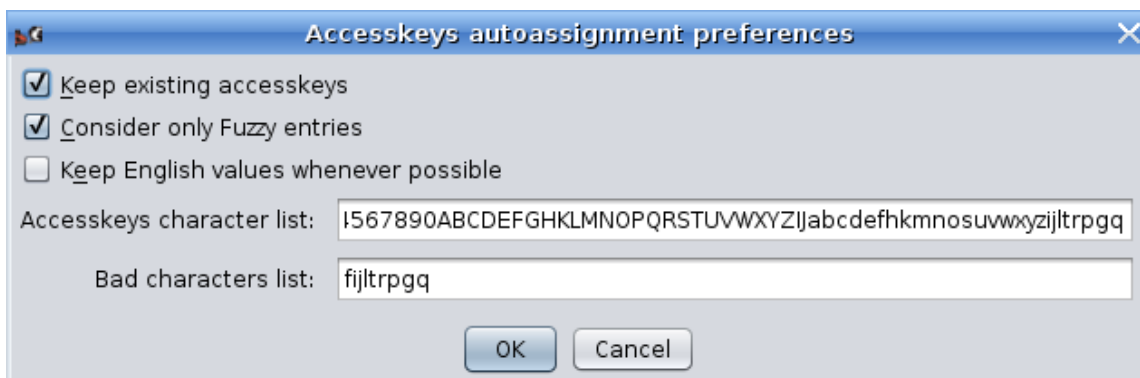 Accesskeys autoassignment preferences
Keep existing accesskeys
Consider only Fuzzy entries
Keep English values whenever possible
Accesskeys character list: 4567890ABCDEFGHKLMNOPQRSTUVWXYZIJabcdefhkmnosuvwxyzijltrpgq
Bad characters list: fijltrpgq
OK Cancel